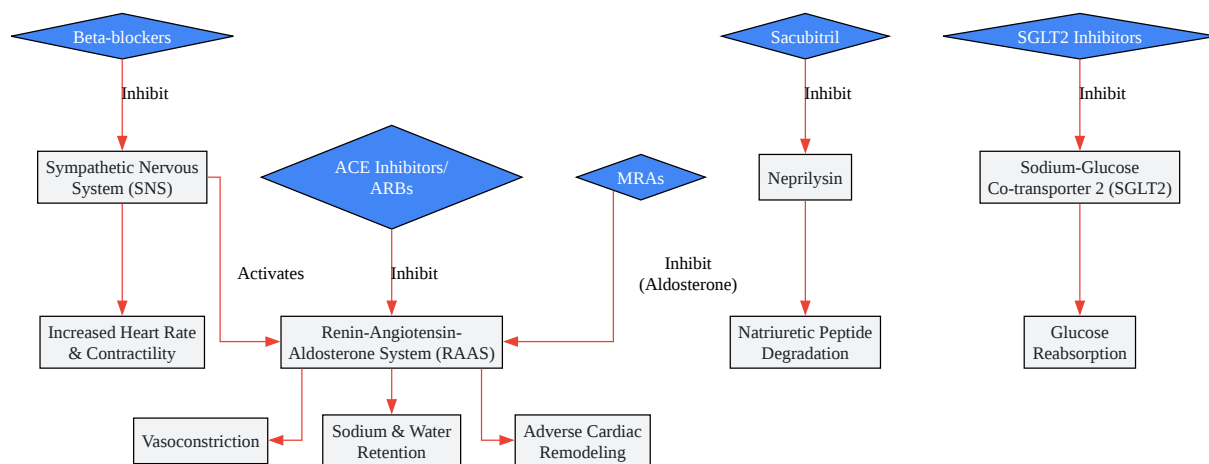 Beta-blockers
Sacubitril
SGLT2 Inhibitors
Inhibit
Inhibit
Inhibit
Sympathetic Nervous
System (SNS)
ACE Inhibitors/
ARBs
MRAs
Neprilysin
Sodium-Glucose
Co-transporter 2 (SGLT2)
Activates
Inhibit
Inhibit
(Aldosterone)
Increased Heart Rate
& Contractility
Renin-Angiotensin-
Aldosterone System (RAAS)
Natriuretic Peptide
Degradation
Glucose
Reabsorption
Vasoconstriction
Sodium & Water
Retention
Adverse Cardiac
Remodeling